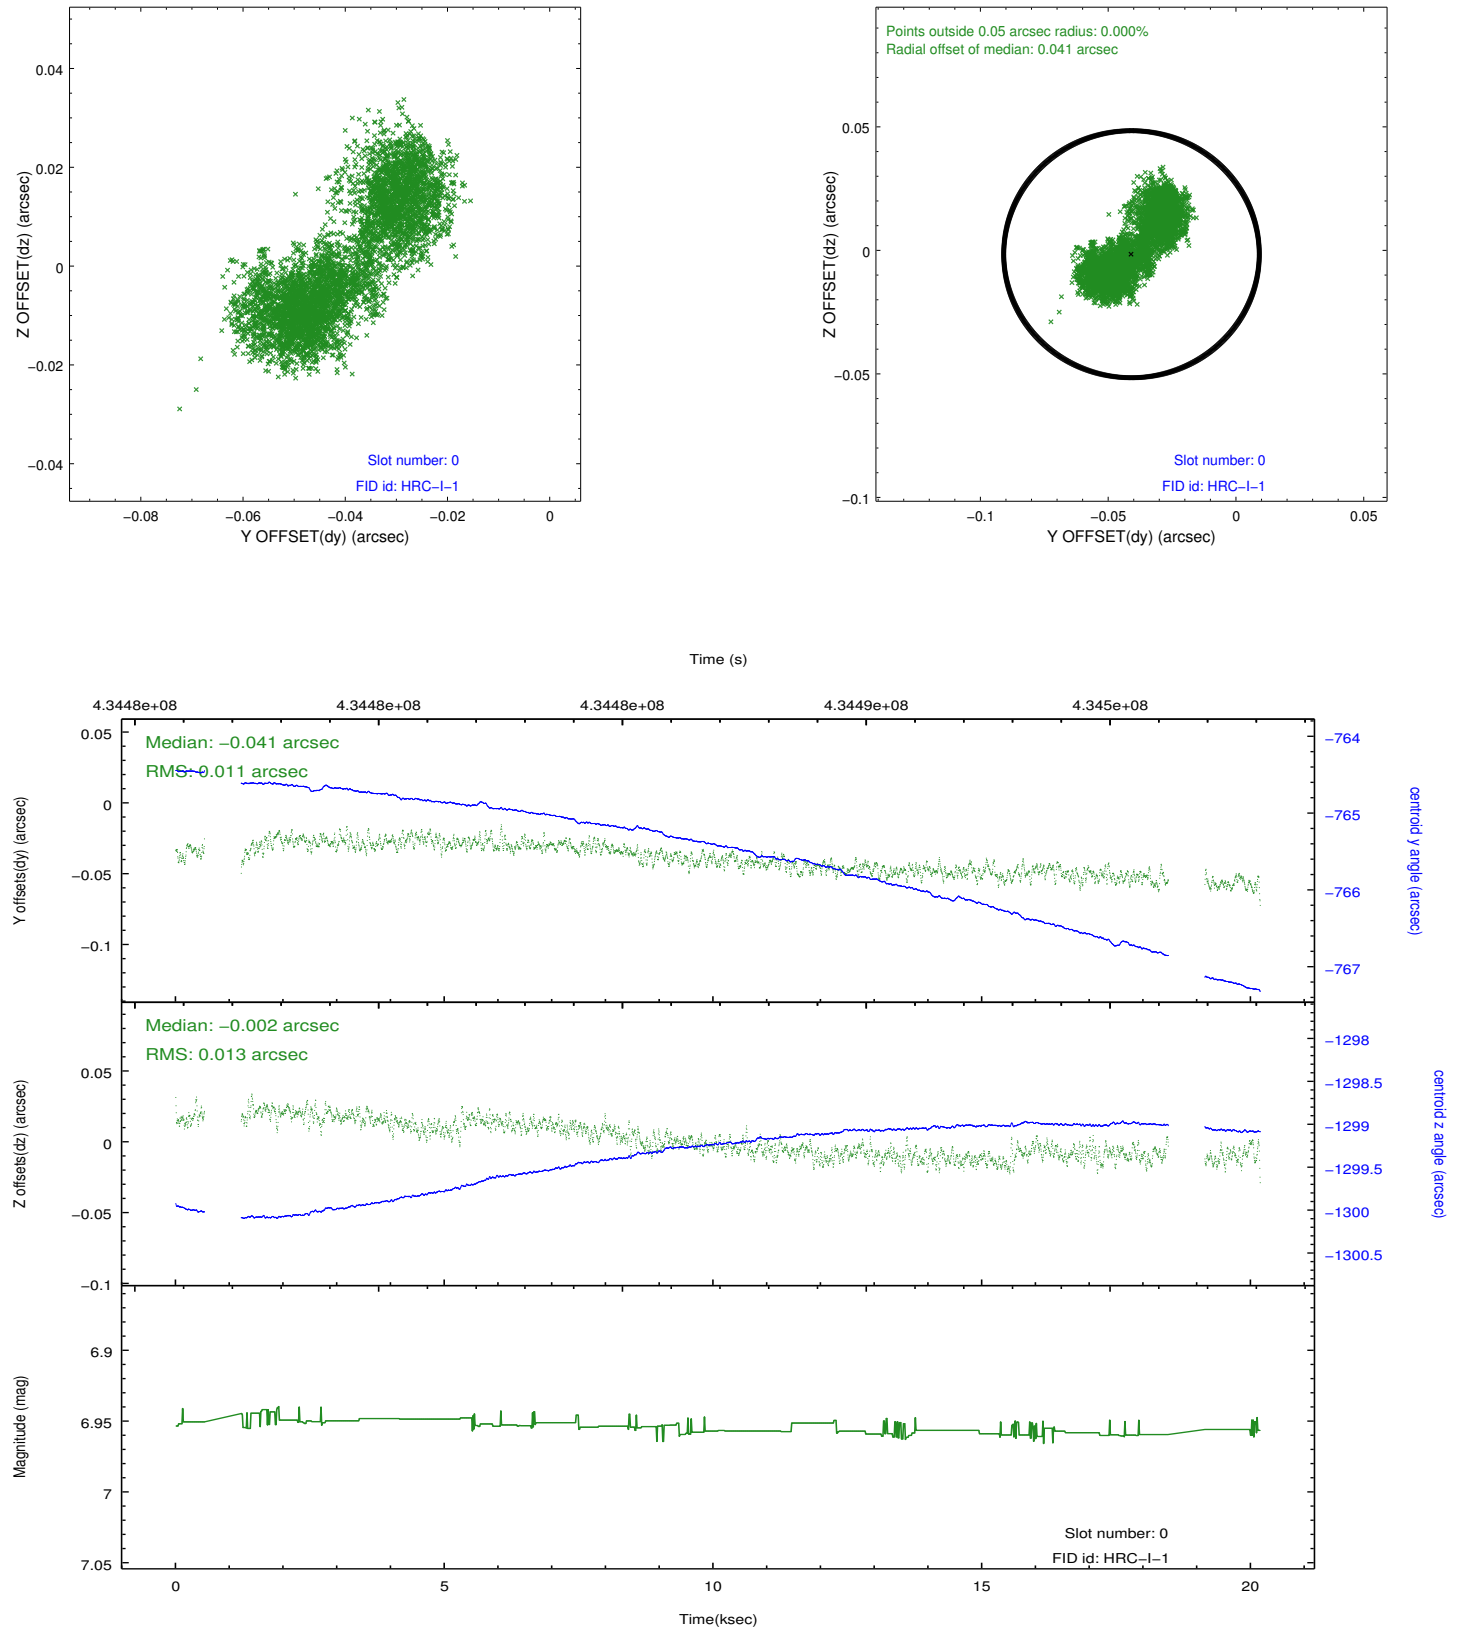 0.04
0.02
0
−0.02
−0.04
Z OFFSET(dz) (arcsec)
Slot number: 0
FID id: HRC−I−1
−0.08
−0.06
−0.04
−0.02
0
Y OFFSET(dy) (arcsec)
Points outside 0.05 arcsec radius: 0.000%
Radial offset of median: 0.041 arcsec
0.05
0
−0.05
−0.1
Z OFFSET(dz) (arcsec)
Slot number: 0
FID id: HRC−I−1
−0.1
−0.05
0
0.05
Y OFFSET(dy) (arcsec)
Time (s)
4.3448e+08
4.3448e+08
4.3448e+08
4.3449e+08
4.345e+08
Median: −0.041 arcsec
RMS: 0.011 arcsec
0.05
0
−0.05
−0.1
Y offsets(dy) (arcsec)
−764
−765
−766
−767
centroid y angle (arcsec)
Median: −0.002 arcsec
RMS: 0.013 arcsec
0.05
0
−0.05
−0.1
Z offsets(dz) (arcsec)
−1298
−1298.5
−1299
−1299.5
−1300
−1300.5
centroid z angle (arcsec)
6.9
6.95
7
7.05
Magnitude (mag)
Slot number: 0
FID id: HRC−I−1
0
5
10
15
20
Time(ksec)